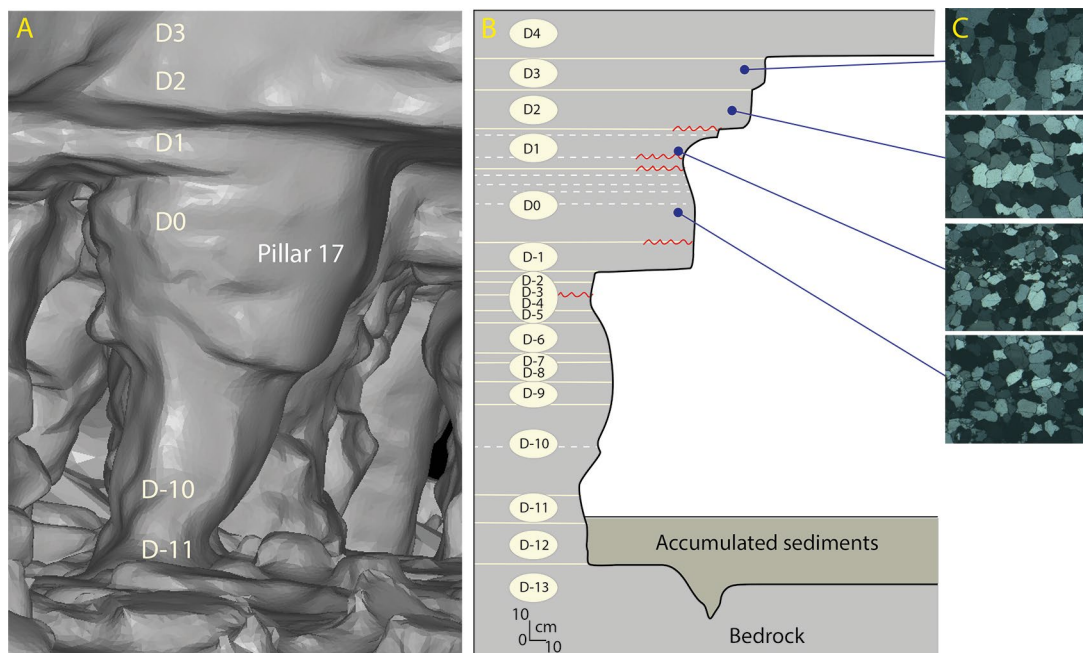 A
D3
D2
D1
D0
Pillar 17
D-10
D-11
B
D4
D3
D2
D1
D0
D-1
D-2
D-3
D-4
D-5
D-6
D-7
D-8
D-9
D-10
D-11
D-12
D-13
Accumulated sediments
10
cm
0
10
Bedrock
C